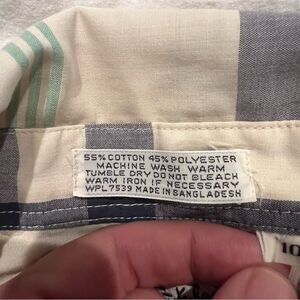 55% COTTON 45% POLYESTER
MACHINE WASH WARM
TUMBLE DRY DO NOT BLEACH
WARM IRON IF NECESSARY
WPL 7539 MADE IN BANGLADESH
10